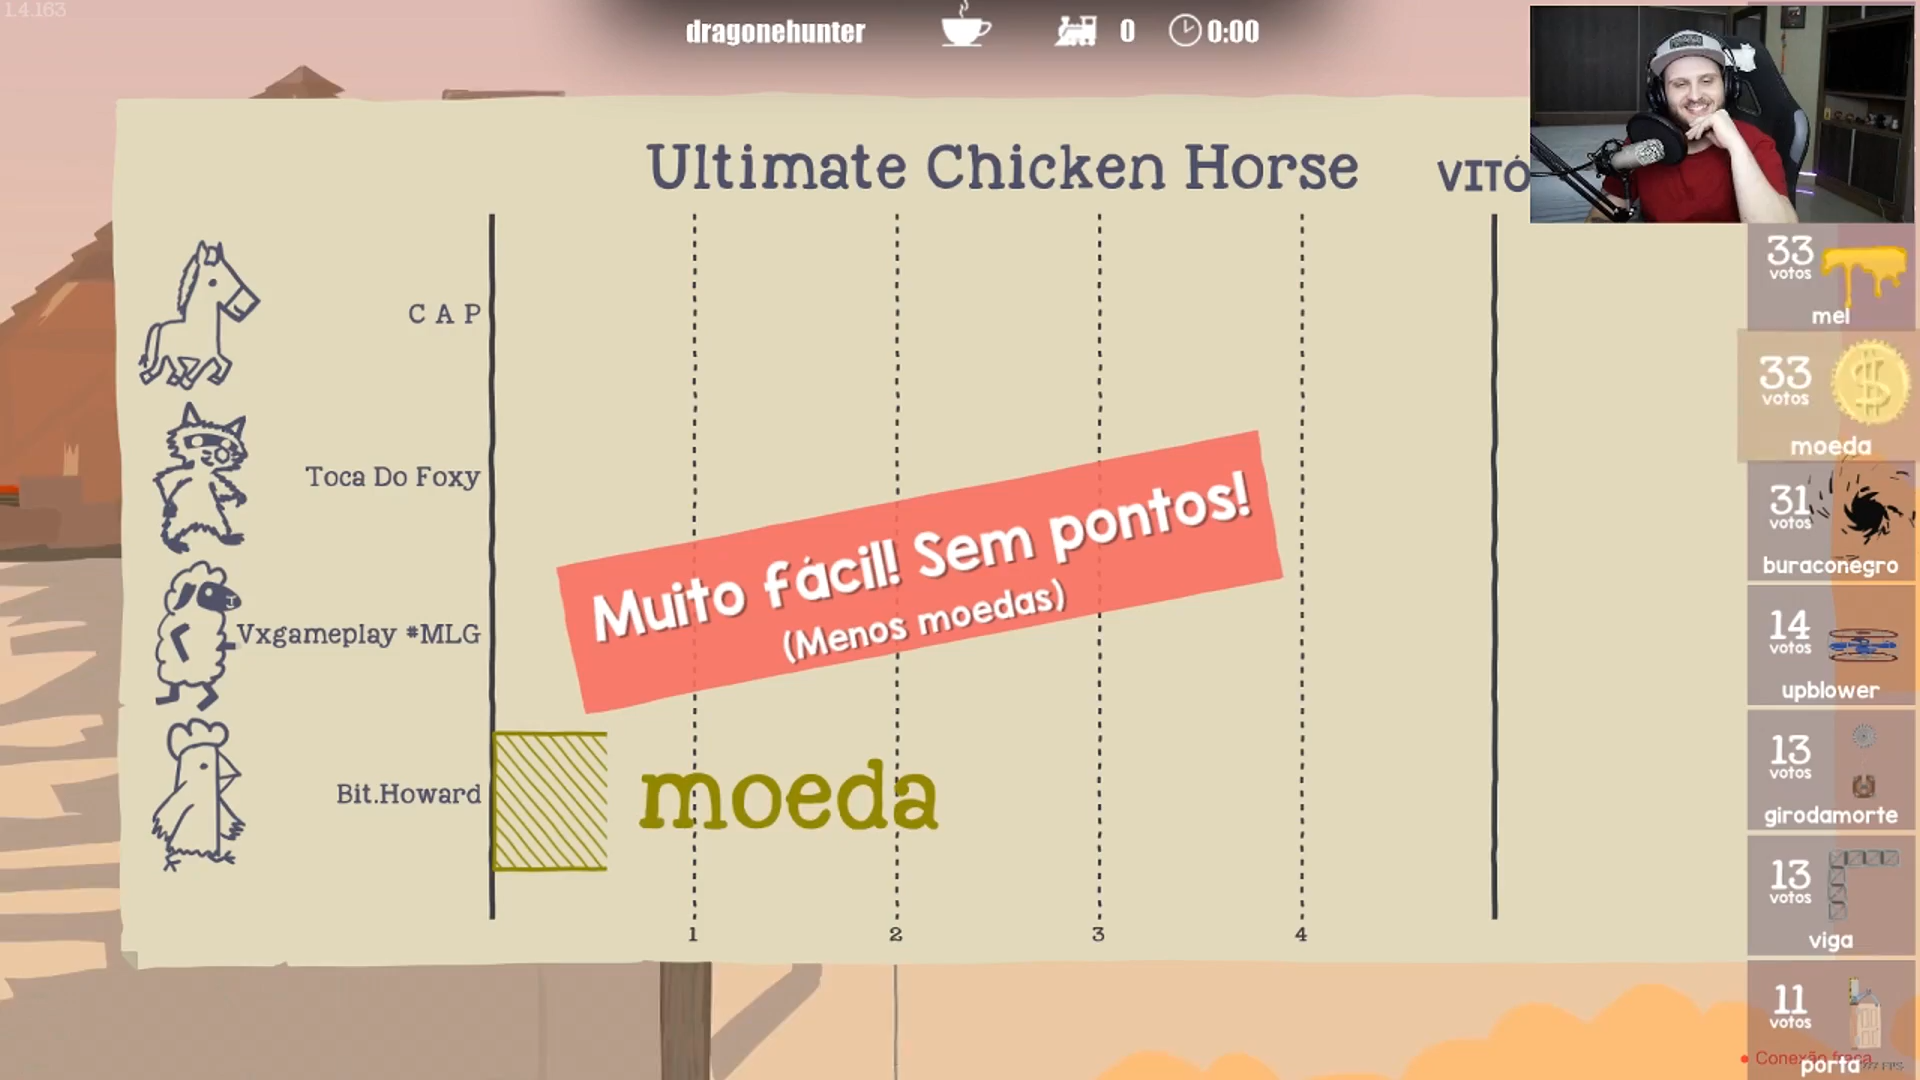 1.4.163
dragonehunter
0
0:00
Ultimate Chicken Horse
VITÓ
C A P
Toca Do Foxy
Vxgameplay #MLG
Bit.Howard
Muito fácil! Sem pontos!
(Menos moedas)
moeda
1
2
3
4
33
votos
mel
33
votos
moeda
31
votos
buraconegro
14
votos
upblower
13
votos
girodamorte
13
votos
viga
11
votos
Conexão fraca
porta